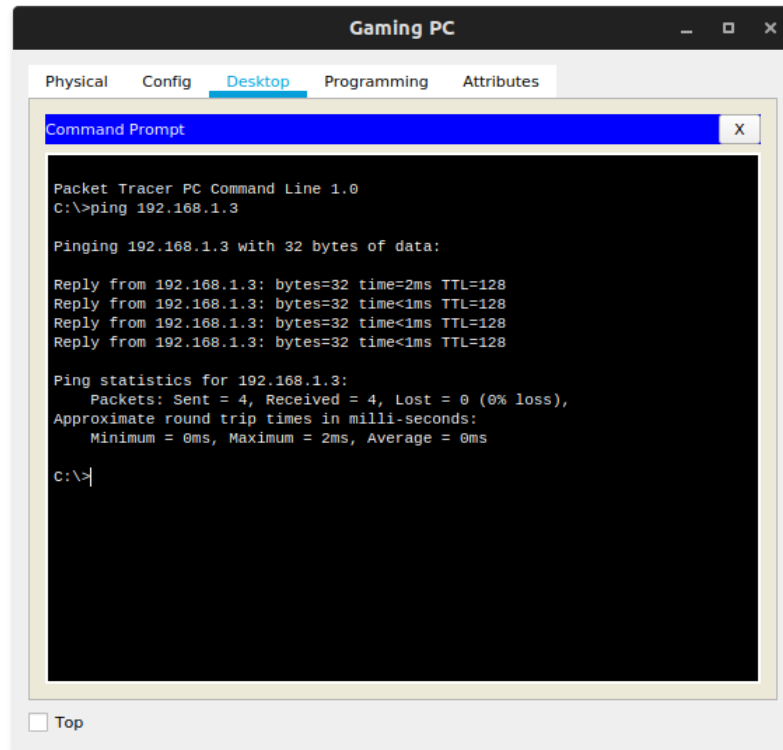 Gaming PC
Physical Config Desktop Programming Attributes
Command Prompt X
Packet Tracer PC Command Line 1.0
C:\>ping 192.168.1.3
Pinging 192.168.1.3 with 32 bytes of data:
Reply from 192.168.1.3: bytes=32 time=2ms TTL=128
Reply from 192.168.1.3: bytes=32 time<1ms TTL=128
Reply from 192.168.1.3: bytes=32 time<1ms TTL=128
Reply from 192.168.1.3: bytes=32 time<1ms TTL=128
Ping statistics for 192.168.1.3:
Packets: Sent = 4, Received = 4, Lost = 0 (0% loss),
Approximate round trip times in milli-seconds:
Minimum = 0ms, Maximum = 2ms, Average = 0ms
C:\>
Top